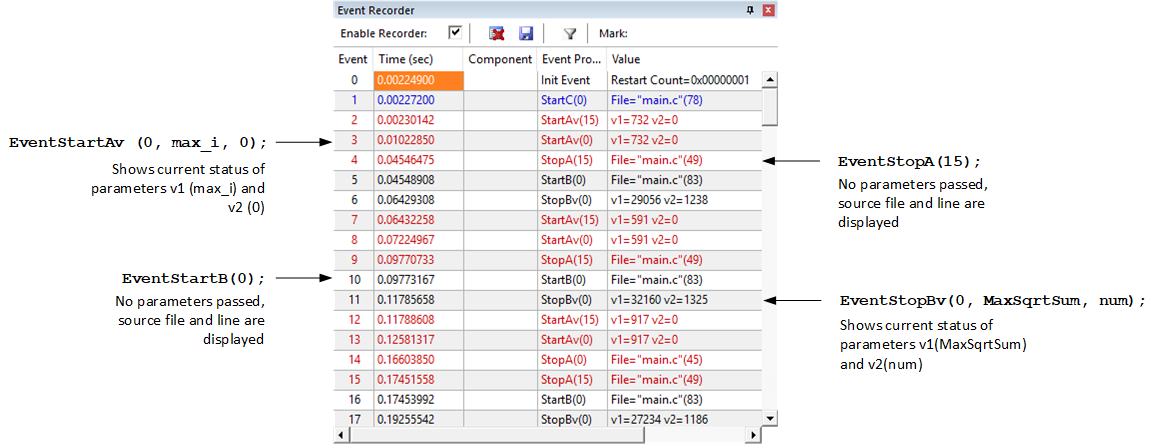 Event Recorder
Enable Recorder: Mark:
Event Time (sec) Component Event Pro... Value
0 0.00224900 Init Event Restart Count=0x00000001
1 0.00227200 StartC(0) File="main.c"(78)
2 0.00230142 StartAv(15) v1=732 v2=0
3 0.01022850 StartAv(0) v1=732 v2=0
4 0.04546475 StopA(15) File="main.c"(49)
5 0.04548908 StartB(0) File="main.c"(83)
6 0.06429308 StopBv(0) v1=29056 v2=1238
7 0.06432258 StartAv(15) v1=591 v2=0
8 0.07224967 StartAv(0) v1=591 v2=0
9 0.09770733 StopA(15) File="main.c"(49)
10 0.09773167 StartB(0) File="main.c"(83)
11 0.11785658 StopBv(0) v1=32160 v2=1325
12 0.11788608 StartAv(15) v1=917 v2=0
13 0.12581317 StartAv(0) v1=917 v2=0
14 0.16603850 StopA(0) File="main.c"(45)
15 0.17451558 StopA(15) File="main.c"(49)
16 0.17453992 StartB(0) File="main.c"(83)
17 0.19255542 StopBv(0) v1=27234 v2=1186
EventStartAv (0, max_i, 0);
Shows current status of
parameters v1 (max_i) and
v2 (0)
EventStartB(0);
No parameters passed,
source file and line are
displayed
EventStopA(15);
No parameters passed,
source file and line are
displayed
EventStopBv(0, MaxSqrtSum, num);
Shows current status of
parameters v1(MaxSqrtSum)
and v2(num)